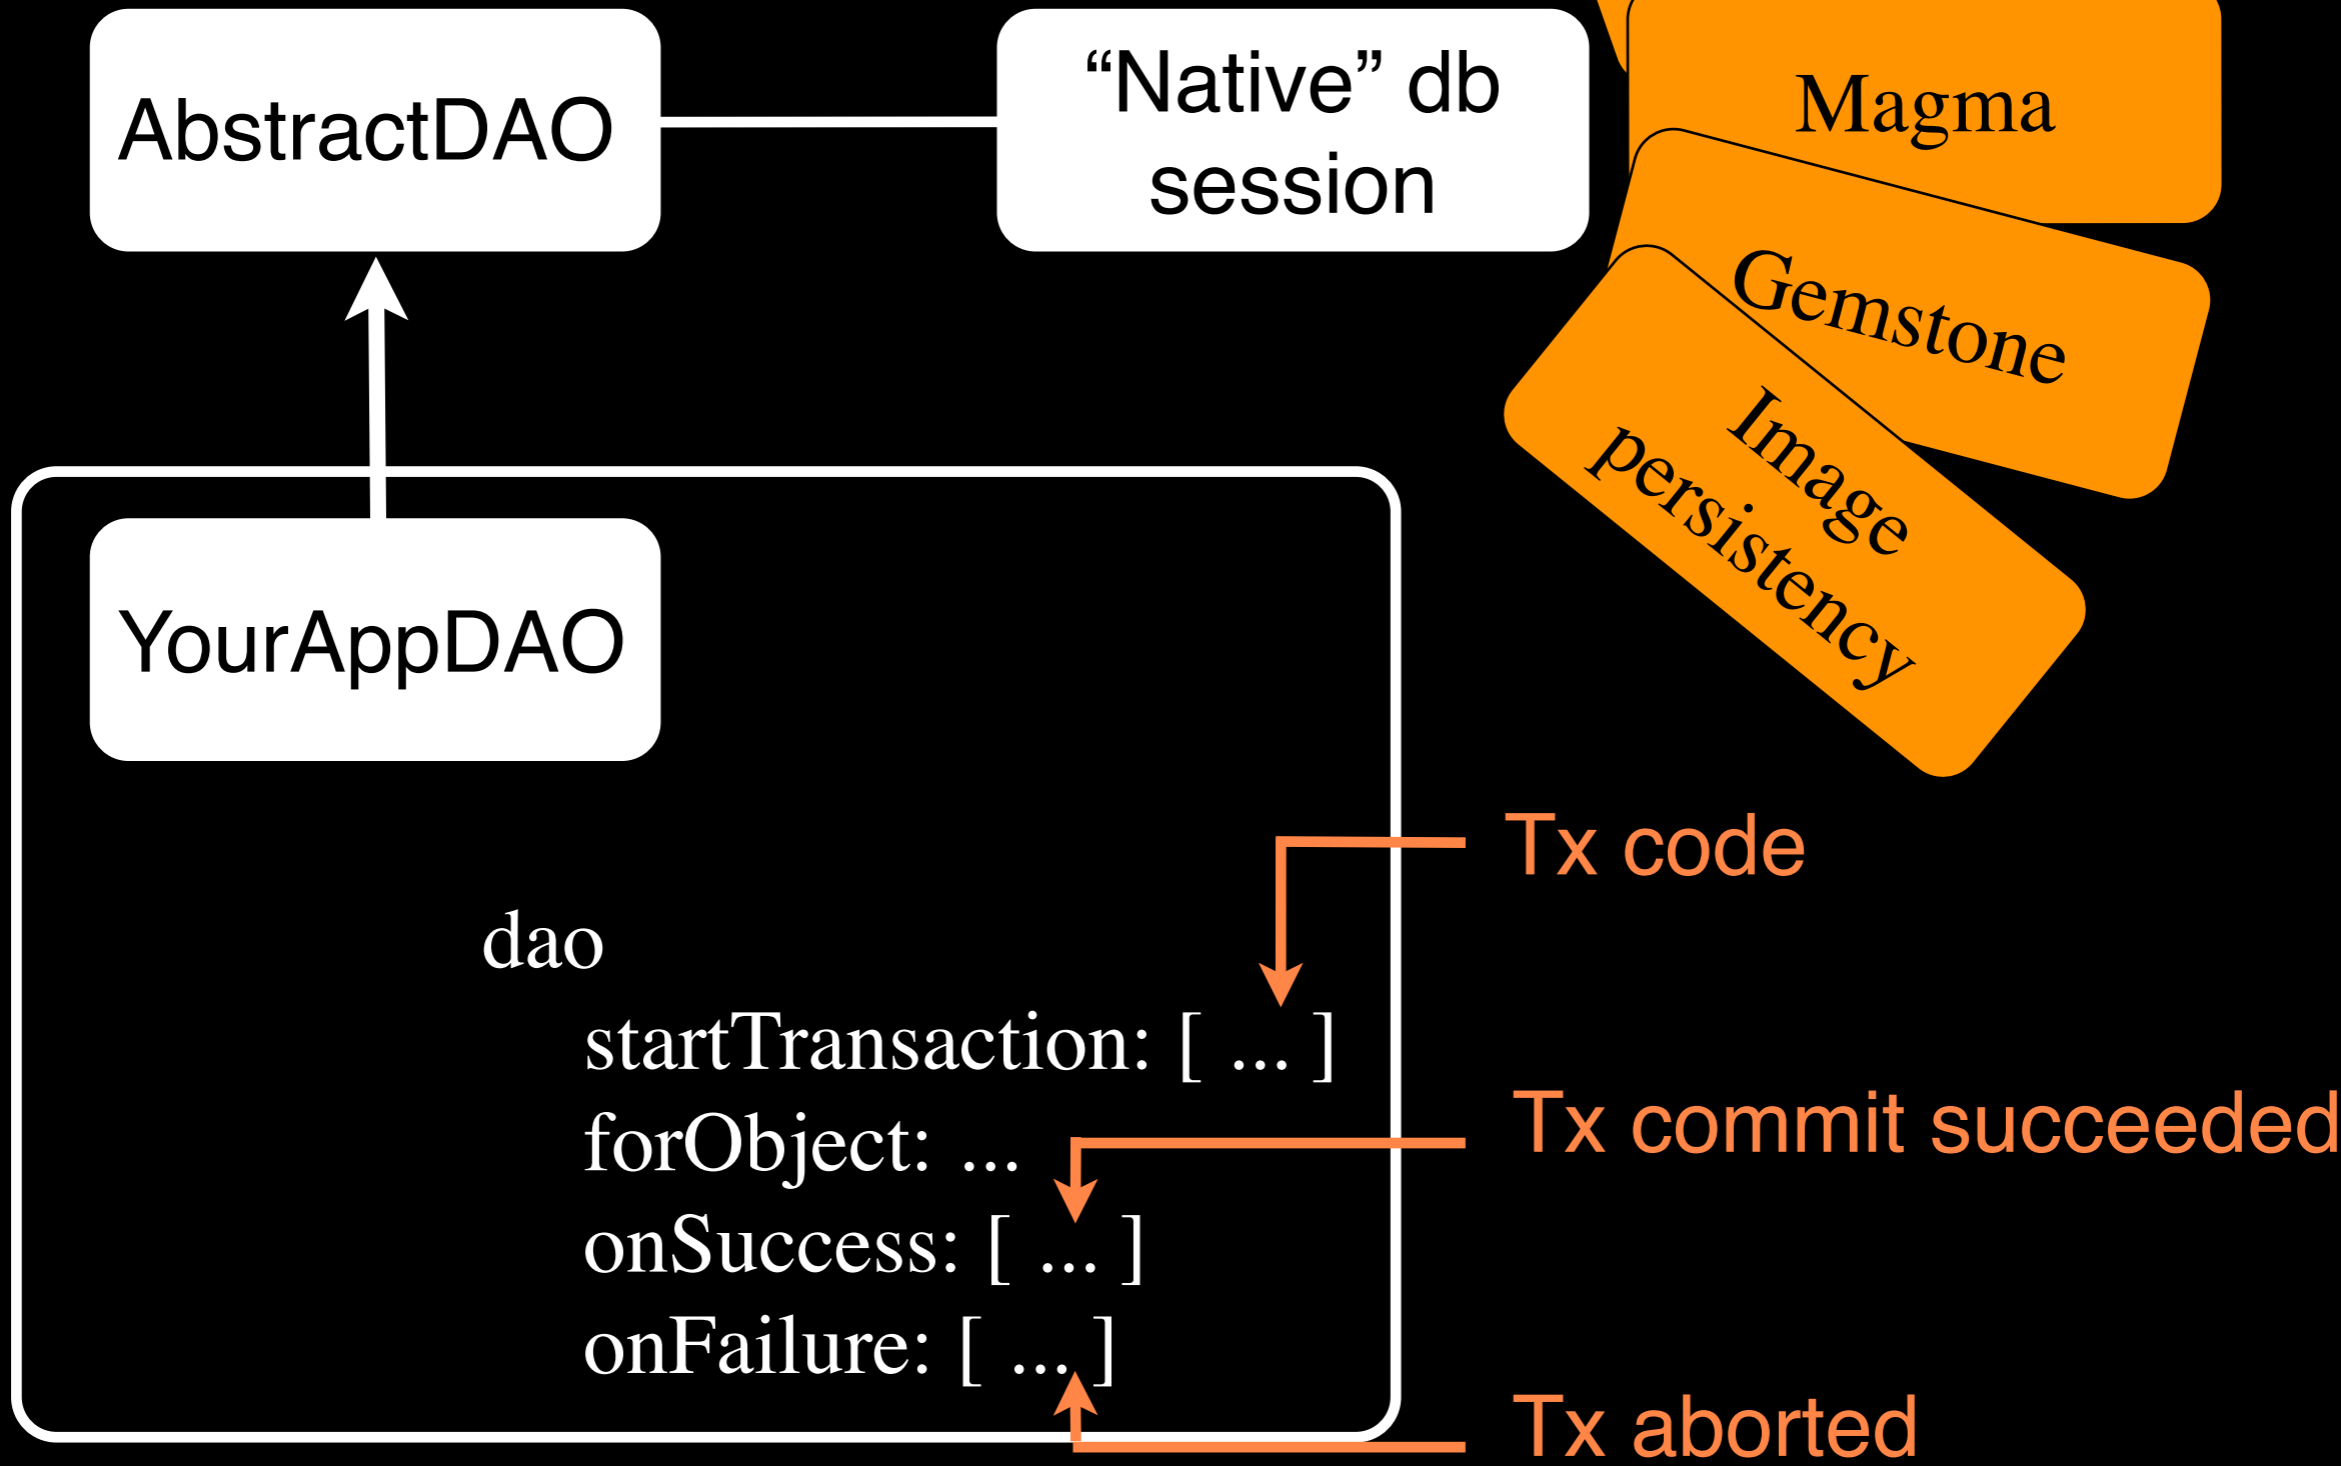 AbstractDAO
“Native” db
session
Magma
Gemstone
Image
persistency
YourAppDAO
Tx code
dao
startTransaction: [ ... ]
forObject: ...
Tx commit succeeded
onSuccess: [ ... ]
onFailure: [ ... ]
Tx aborted